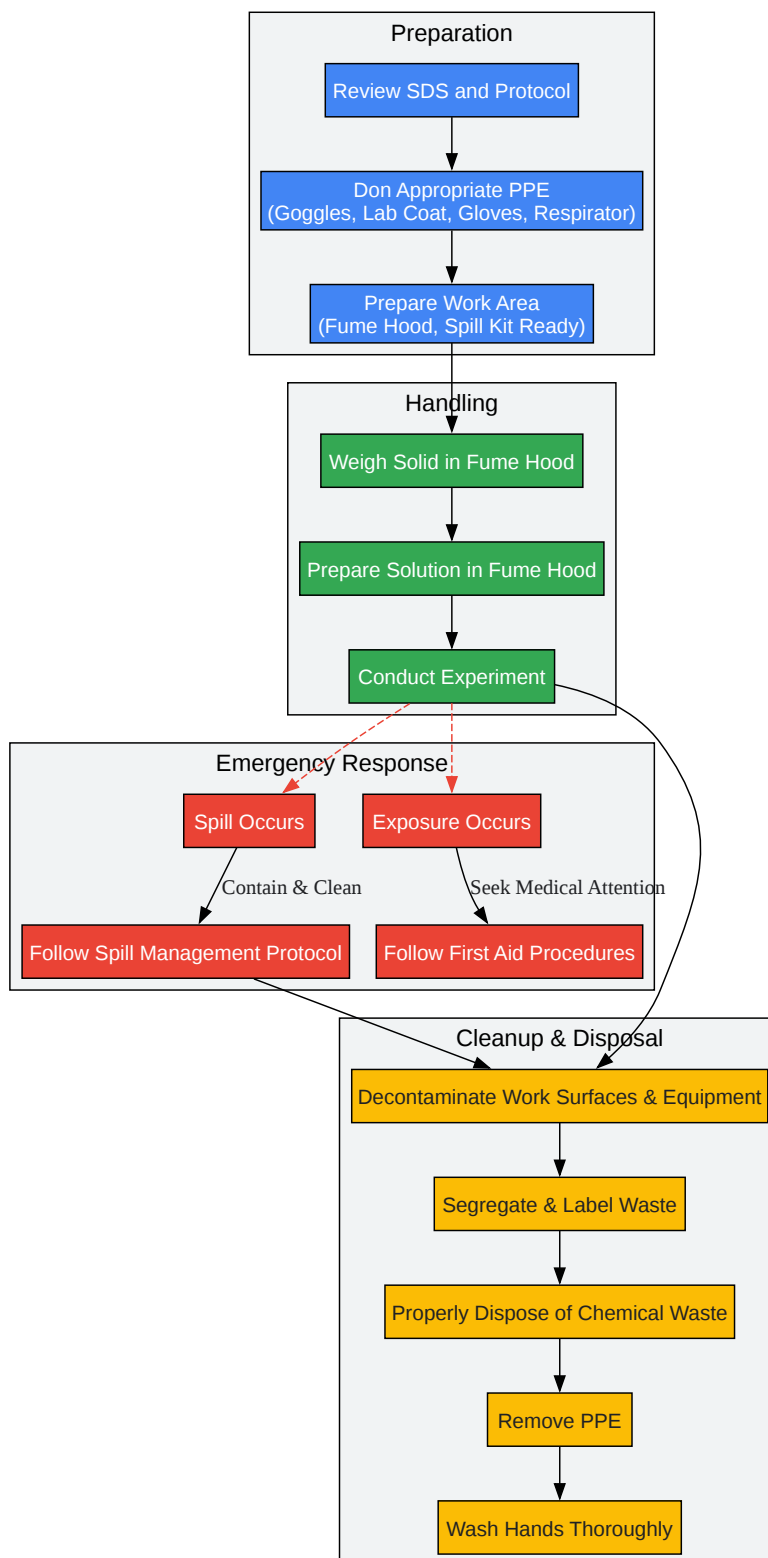 Preparation
Review SDS and Protocol
Don Appropriate PPE
(Goggles, Lab Coat, Gloves, Respirator)
Prepare Work Area
(Fume Hood, Spill Kit Ready)
Handling
Weigh Solid in Fume Hood
Prepare Solution in Fume Hood
Conduct Experiment
Emergency Response
Spill Occurs
Exposure Occurs
Contain & Clean
Seek Medical Attention
Follow Spill Management Protocol
Follow First Aid Procedures
Cleanup & Disposal
Decontaminate Work Surfaces & Equipment
Segregate & Label Waste
Properly Dispose of Chemical Waste
Remove PPE
Wash Hands Thoroughly